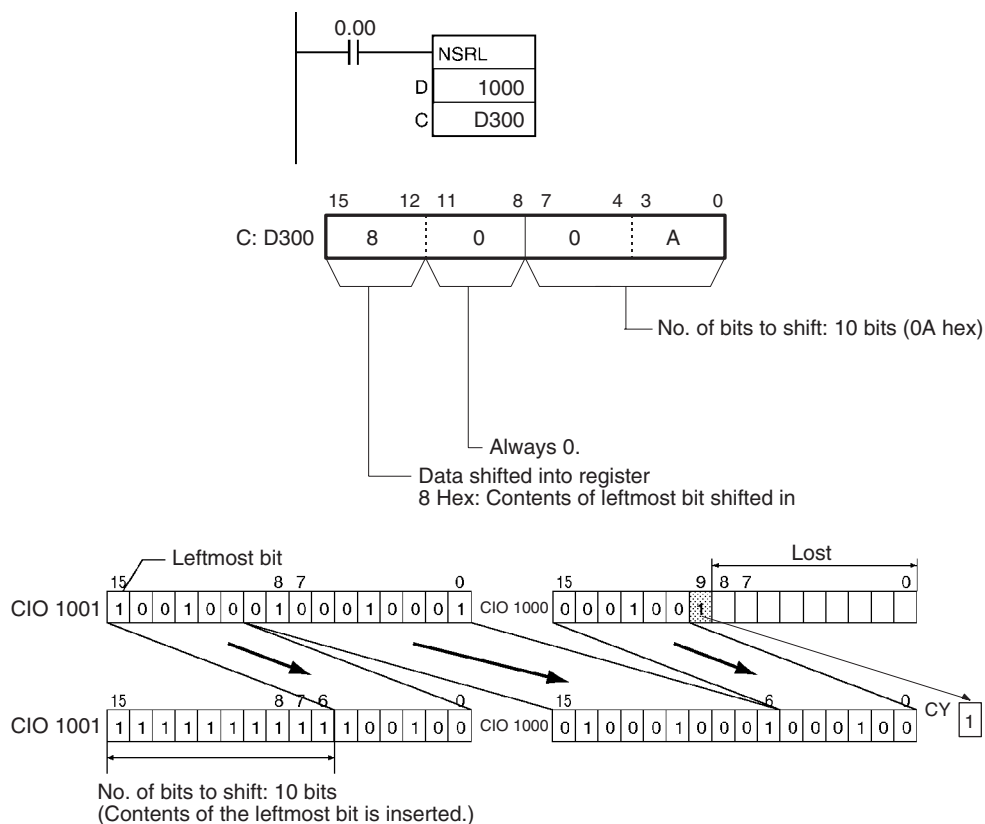 0.00
NSRL
D 1000
C D300
15 12 11 8 7 4 3 0
C: D300 8 0 0 A
No. of bits to shift: 10 bits (0A hex)
Always 0.
Data shifted into register
8 Hex: Contents of leftmost bit shifted in
Leftmost bit
Lost
15 8 7 0 15 9 8 7 0
CIO 1001 1 0 0 1 0 0 0 1 0 0 0 1 0 0 0 1 CIO 1000 0 0 0 1 0 0 1
15 8 7 6 0 15 6 0
CIO 1001 1 1 1 1 1 1 1 1 1 1 1 0 0 1 0 0 CIO 1000 0 1 0 0 0 1 0 0 0 1 0 0 0 1 0 0 CY 1
No. of bits to shift: 10 bits
(Contents of the leftmost bit is inserted.)